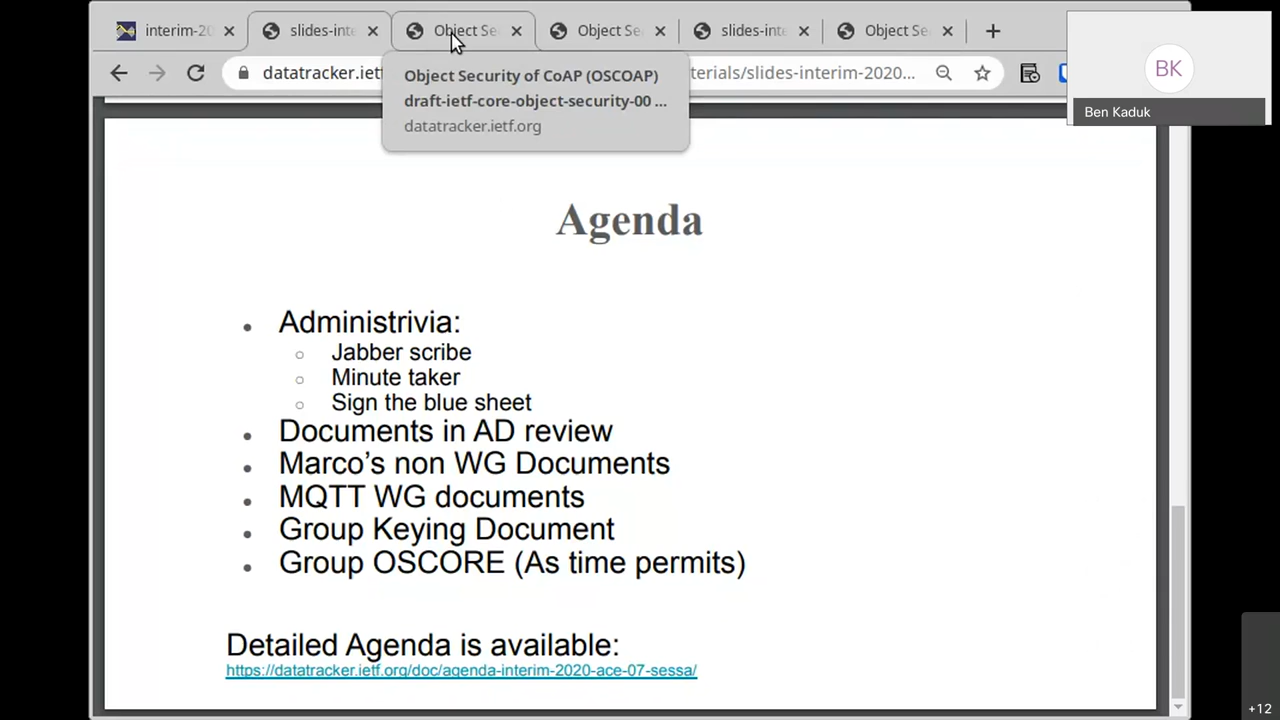 interim-20
slides-inte
Object Se
Object Se
slides-inte
Object Se
datatracker.ietf
terials/slides-interim-2020...
Object Security of CoAP (OSCOAP)
draft-ietf-core-object-security-00 ...
datatracker.ietf.org
BK
Ben Kaduk
Agenda
Administrivia:
Jabber scribe
Minute taker
Sign the blue sheet
Documents in AD review
Marco's non WG Documents
MQTT WG documents
Group Keying Document
Group OSCORE (As time permits)
Detailed Agenda is available:
https://datatracker.ietf.org/doc/agenda-interim-2020-ace-07-sessa/
+12